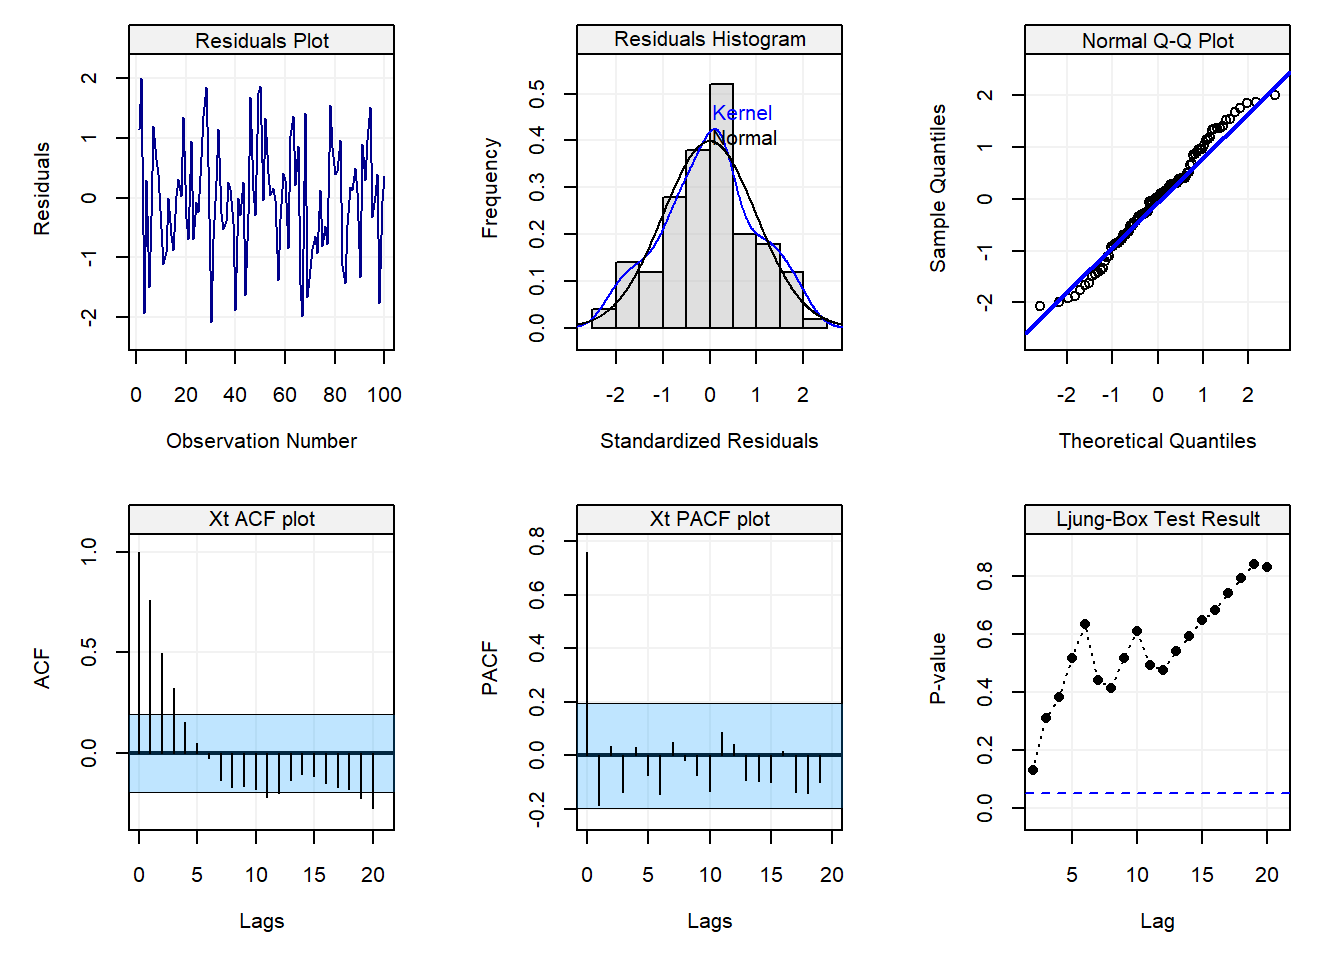 Residuals Plot
Residuals
2
1
0
-1
-2
0 20 40 60 80 100
Observation Number
Residuals Histogram
Frequency
0.5
0.4
0.3
0.2
0.1
0.0
Kernel
Normal
-2 -1 0 1 2
Standardized Residuals
Normal Q-Q Plot
Sample Quantiles
2
1
0
-1
-2
-2 -1 0 1 2
Theoretical Quantiles
Xt ACF plot
ACF
1.0
0.5
0.0
0 5 10 15 20
Lags
Xt PACF plot
PACF
0.8
0.6
0.4
0.2
0.0
-0.2
0 5 10 15 20
Lags
Ljung-Box Test Result
P-value
0.8
0.6
0.4
0.2
0.0
5 10 15 20
Lag